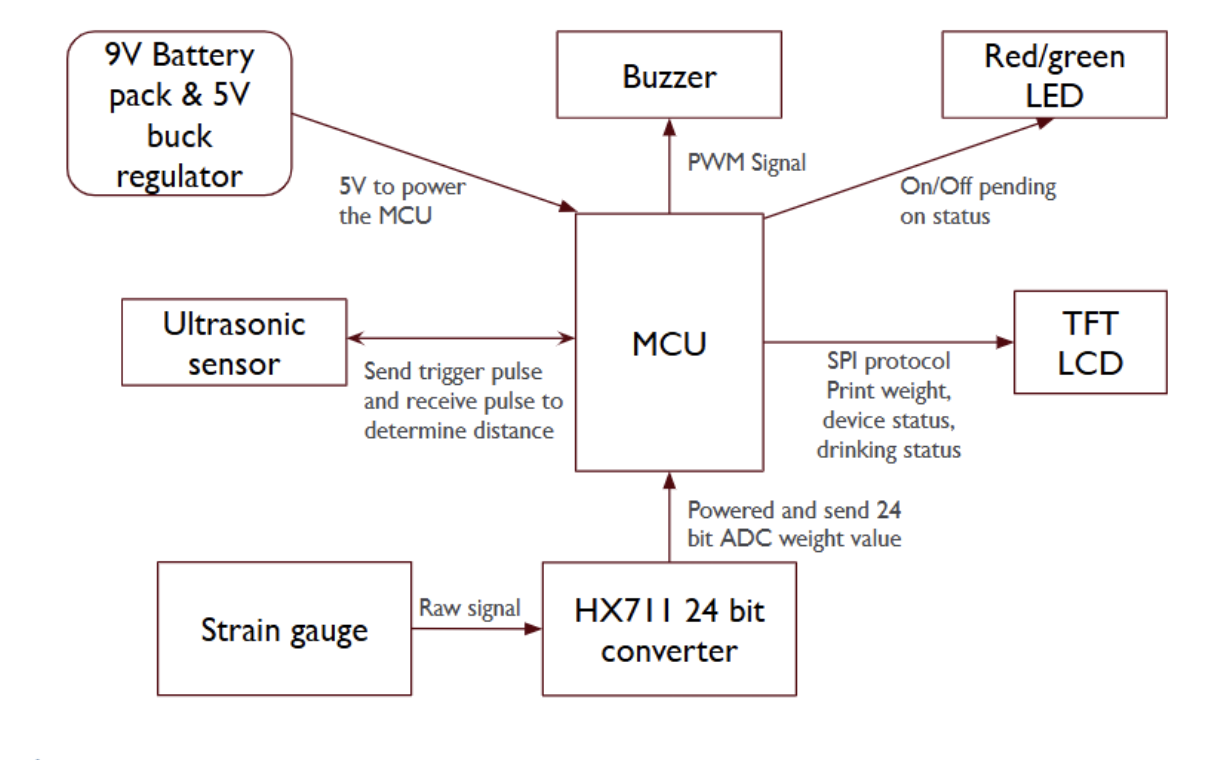 9V Battery
pack & 5V
buck
regulator
Buzzer
Red/green
LED
PWM Signal
5V to power
the MCU
On/Off pending
on status
Ultrasonic
sensor
MCU
TFT
LCD
Send trigger pulse
and receive pulse to
determine distance
SPI protocol
Print weight,
device status,
drinking status
Powered and send 24
bit ADC weight value
Strain gauge
Raw signal
HX711 24 bit
converter